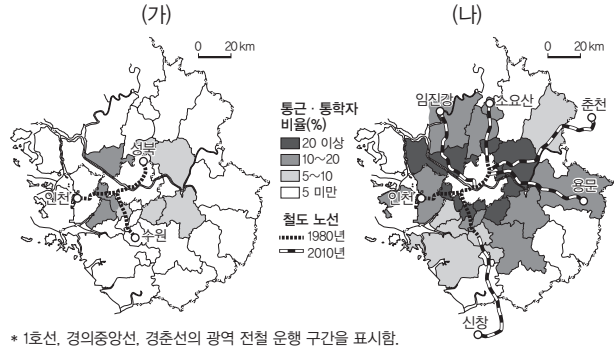 (가)
(나)
0 20 km
0 20 km
임진강
소요산
춘천
성북
통근·통학자
비율(%)
20 이상
10~20
5~10
5 미만
인천
인천
용문
수원
철도 노선
1980년
2010년
신창
* 1호선, 경의중앙선, 경춘선의 광역 전철 운행 구간을 표시함.